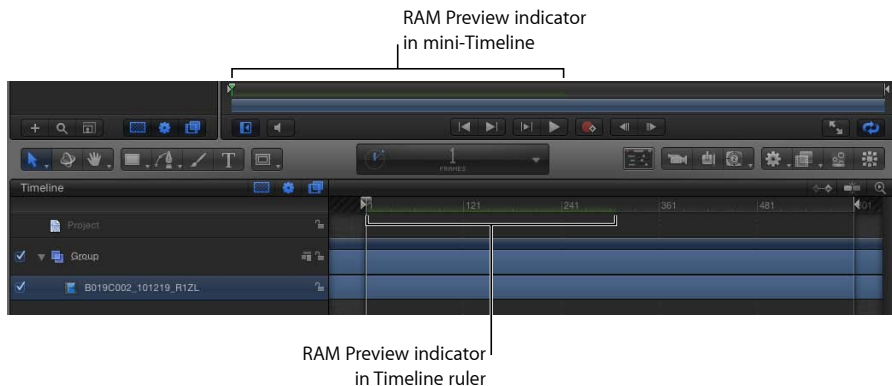 RAM Preview indicator
in mini-Timeline
T
1
FRAMES
Timeline
121
241
361
481
Project
Group
B019C002_101219_R1ZL
RAM Preview indicator
in Timeline ruler